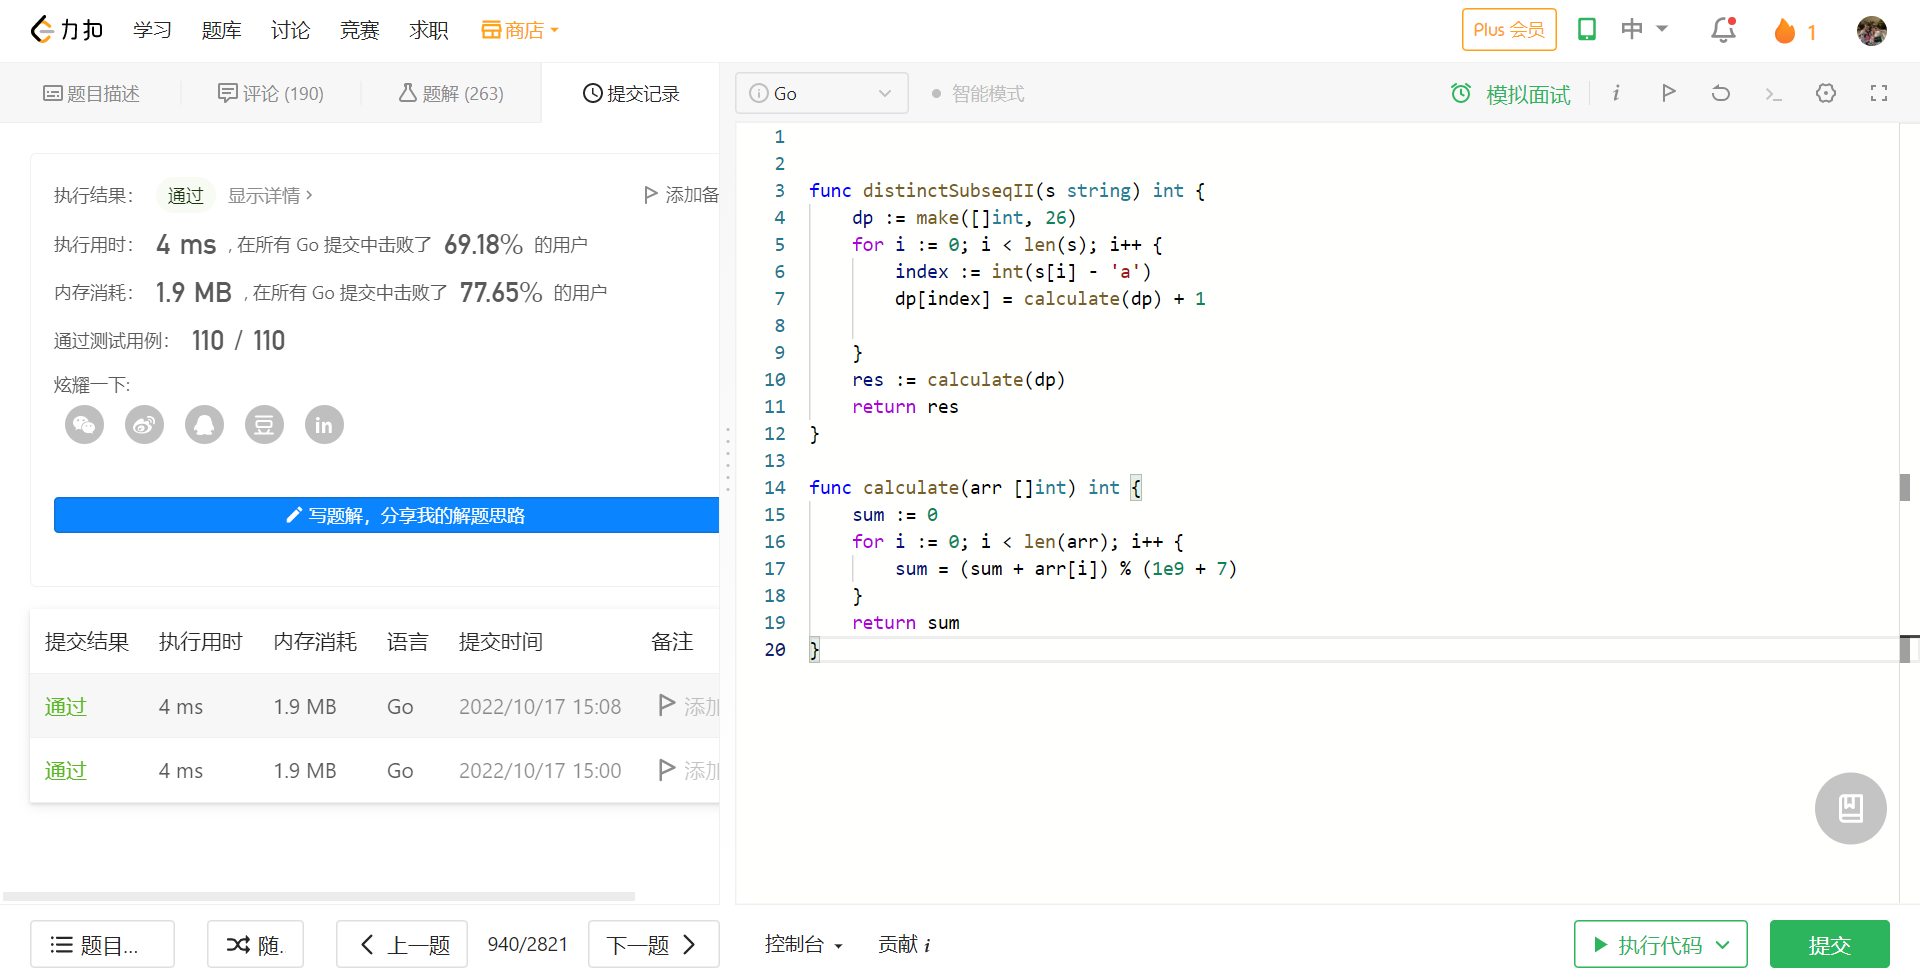 力扣 学习 题库 讨论 竞赛 求职 商店 Plus 会员 中 1
题目描述 评论 (190) 题解 (263) 提交记录
Go 智能模式 模拟面试 i
执行结果： 通过 显示详情 > 添加备
执行用时： 4 ms , 在所有 Go 提交中击败了 69.18% 的用户
内存消耗： 1.9 MB , 在所有 Go 提交中击败了 77.65% 的用户
通过测试用例： 110 / 110
炫耀一下:
豆 in
写题解，分享我的解题思路
提交结果 执行用时 内存消耗 语言 提交时间 备注
通过 4 ms 1.9 MB Go 2022/10/17 15:08 添加
通过 4 ms 1.9 MB Go 2022/10/17 15:00 添加
1
2
3 func distinctSubseqII(s string) int {
4 dp := make([]int, 26)
5 for i := 0; i < len(s); i++ {
6 index := int(s[i] - 'a')
7 dp[index] = calculate(dp) + 1
8
9 }
10 res := calculate(dp)
11 return res
12 }
13
14 func calculate(arr []int) int {
15 sum := 0
16 for i := 0; i < len(arr); i++ {
17 sum = (sum + arr[i]) % (1e9 + 7)
18 }
19 return sum
20 }
题目... 随. 上一题 940/2821 下一题 控制台 贡献 i 执行代码 提交